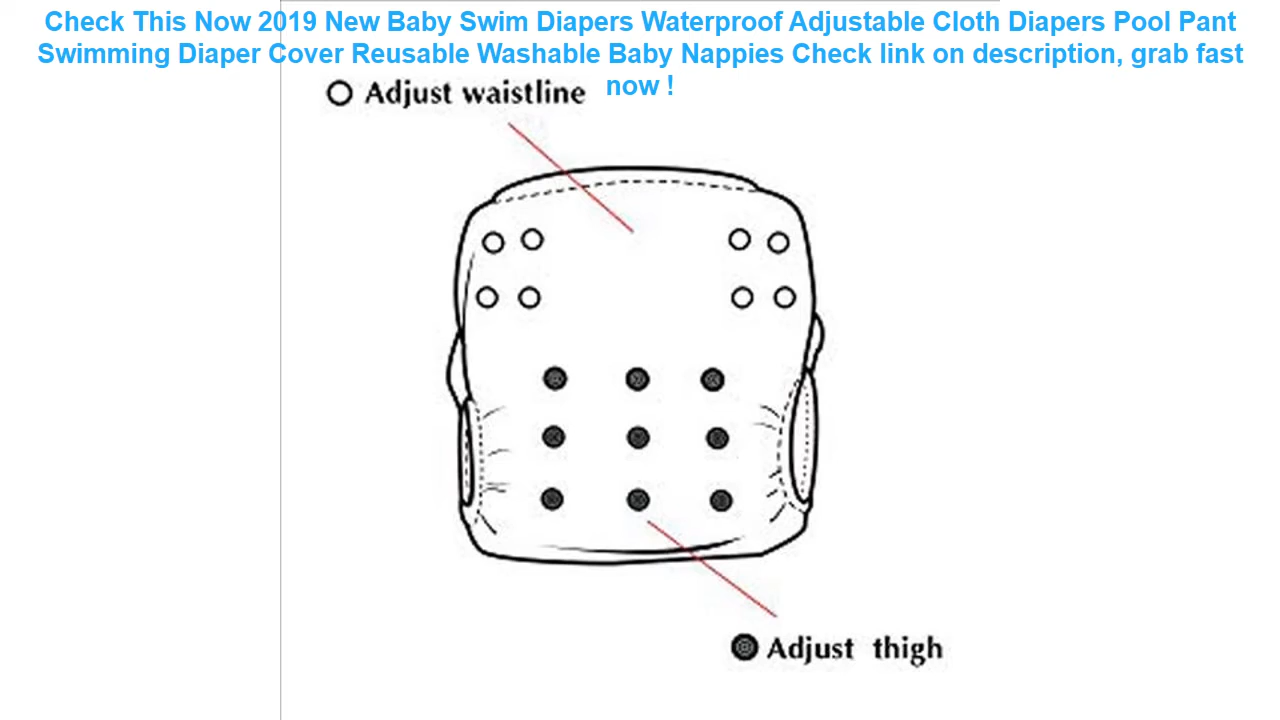 Check This Now 2019 New Baby Swim Diapers Waterproof Adjustable Cloth Diapers Pool Pant
Swimming Diaper Cover Reusable Washable Baby Nappies Check link on description, grab fast
now !
Adjust waistline
Adjust thigh